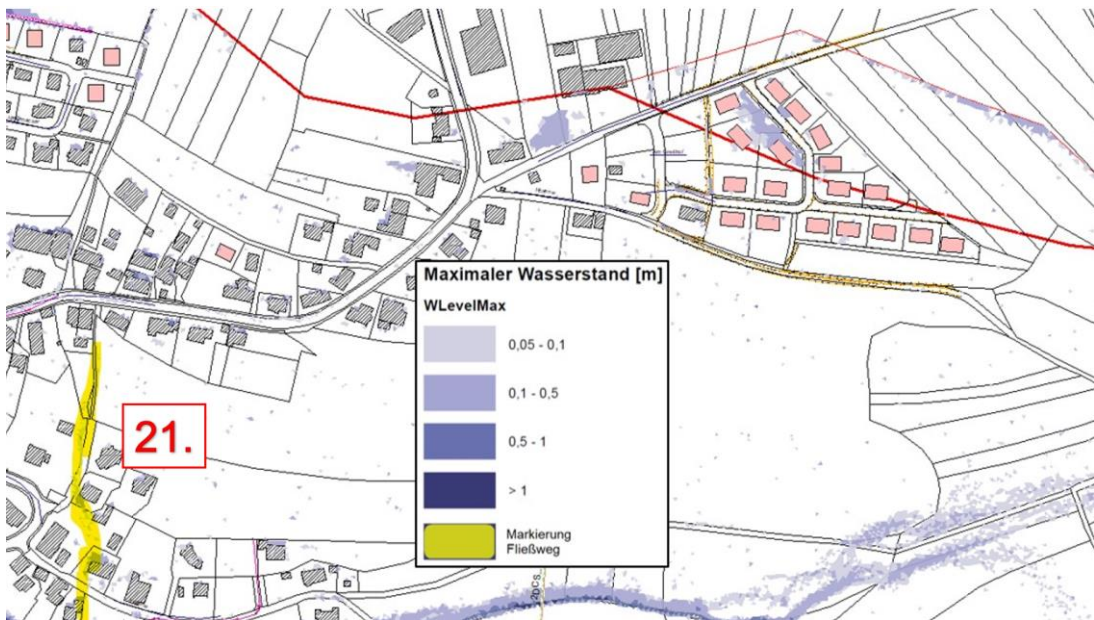 21.
Maximaler Wasserstand [m]
WLevelMax
0,05 - 0,1
0,1 - 0,5
0,5 - 1
> 1
Markierung
Fließweg